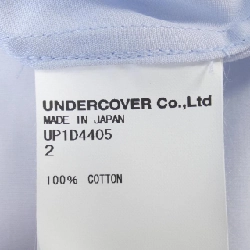 UNDERCOVER Co.,Ltd
MADE IN JAPAN
UP1D4405
2
100% COTTON